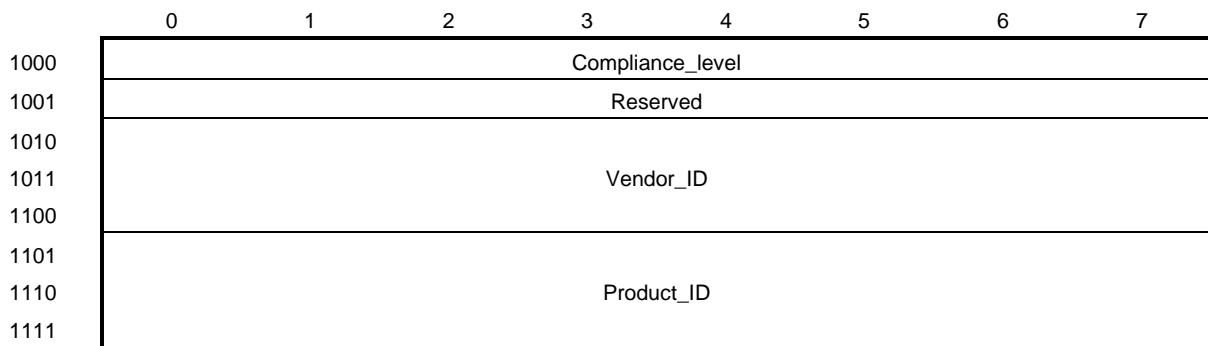 0 1 2 3 4 5 6 7
1000 Compliance_level
1001 Reserved
1010
1011 Vendor_ID
1100
1101
1110 Product_ID
1111